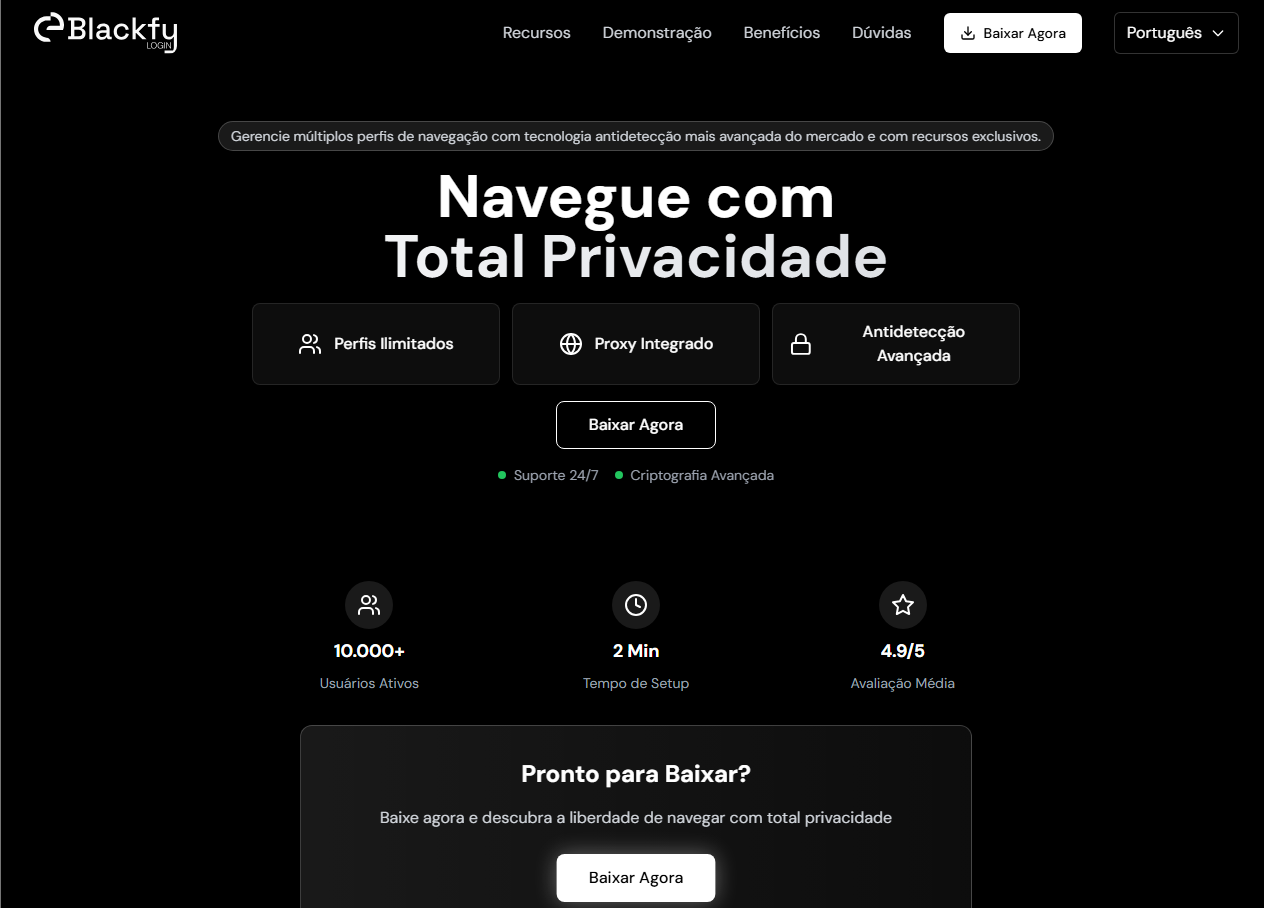 Blackfy
LOGIN
Recursos
Demonstração
Benefícios
Dúvidas
Baixar Agora
Português
Gerencie múltiplos perfis de navegação com tecnologia antidetecção mais avançada do mercado e com recursos exclusivos.
Navegue com
Total Privacidade
Perfis Ilimitados
Proxy Integrado
Antidetecção
Avançada
Baixar Agora
Suporte 24/7
Criptografia Avançada
10.000+
Usuários Ativos
2 Min
Tempo de Setup
4.9/5
Avaliação Média
Pronto para Baixar?
Baixe agora e descubra a liberdade de navegar com total privacidade
Baixar Agora